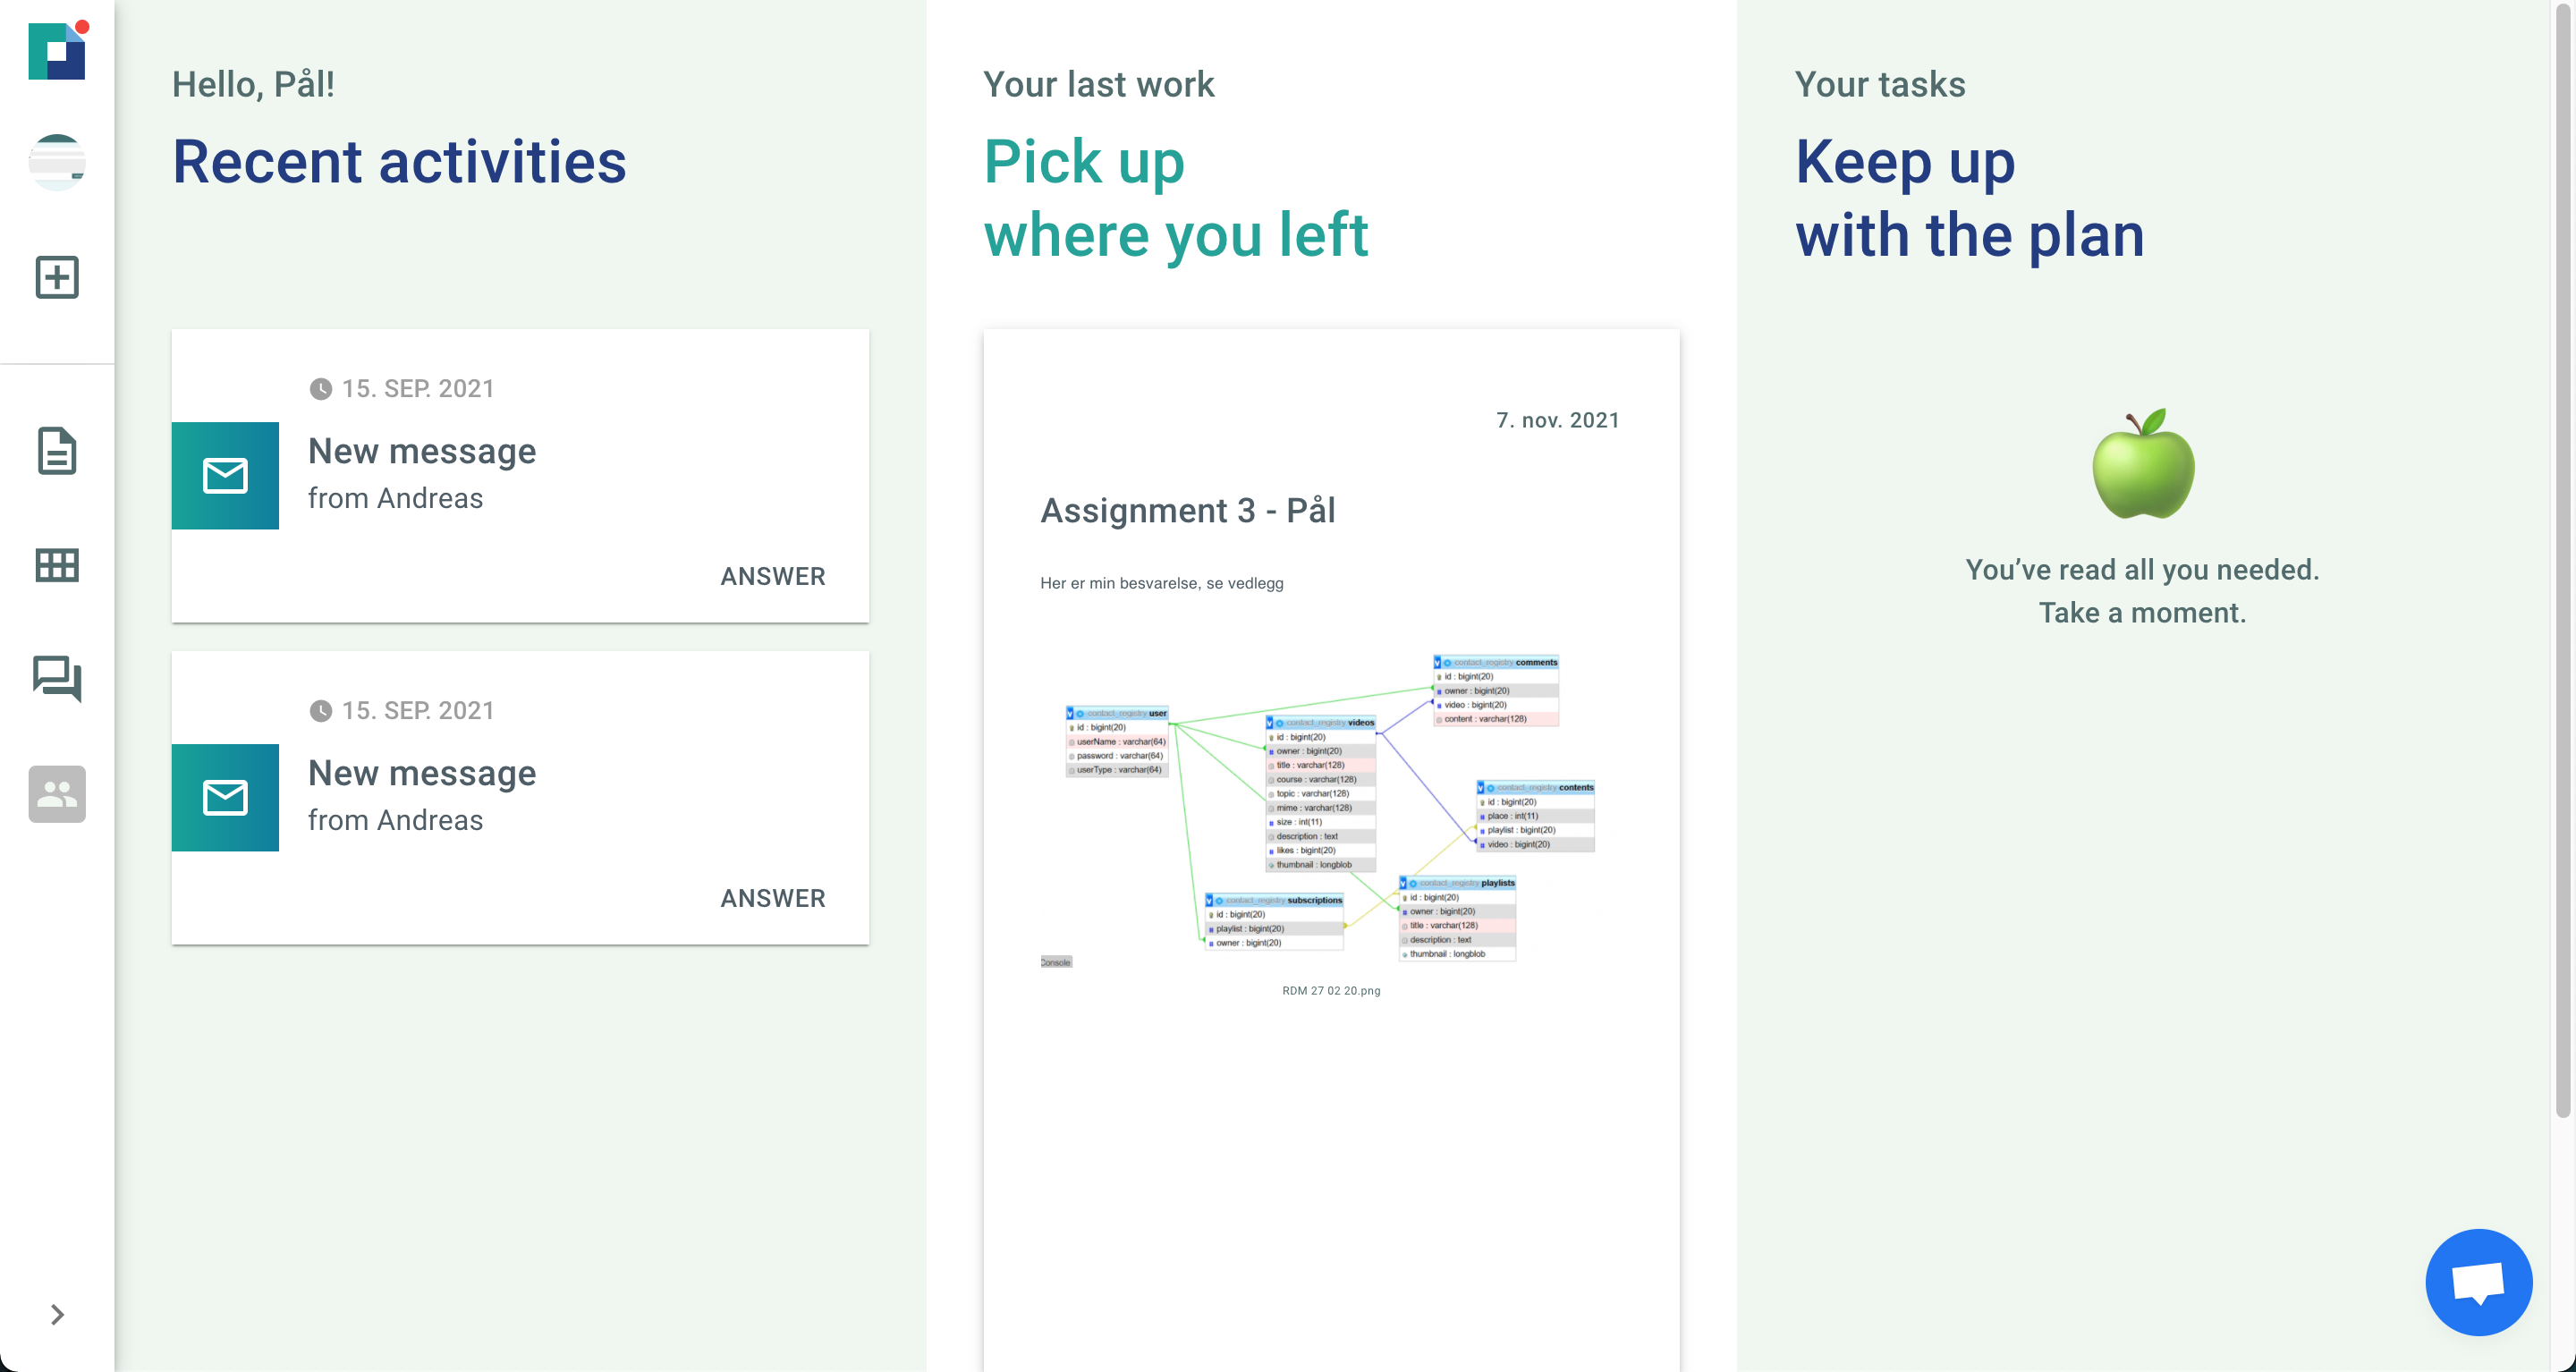 Hello, Pål!
Recent activities
15. SEP. 2021
New message
from Andreas
ANSWER
15. SEP. 2021
New message
from Andreas
ANSWER
Your last work
Pick up
where you left
7. nov. 2021
Assignment 3 - Pål
Her er min besvarelse, se vedlegg
contact_registry comments
id : bigint(20)
owner : bigint(20)
video : bigint(20)
content : varchar(128)
contact_registry user
id : bigint(20)
userName : varchar(64)
password : varchar(64)
userType : varchar(64)
contact_registry videos
id : bigint(20)
owner : bigint(20)
title : varchar(128)
course : varchar(128)
topic : varchar(128)
mime : varchar(128)
size : int(11)
description : text
likes : bigint(20)
thumbnail : longblob
contact_registry contents
id : bigint(20)
place : int(11)
playlist : bigint(20)
video : bigint(20)
contact_registry subscriptions
id : bigint(20)
playlist : bigint(20)
owner : bigint(20)
contact_registry playlists
id : bigint(20)
owner : bigint(20)
title : varchar(128)
description : text
thumbnail : longblob
Console
RDM 27 02 20.png
Your tasks
Keep up
with the plan
You’ve read all you needed.
Take a moment.